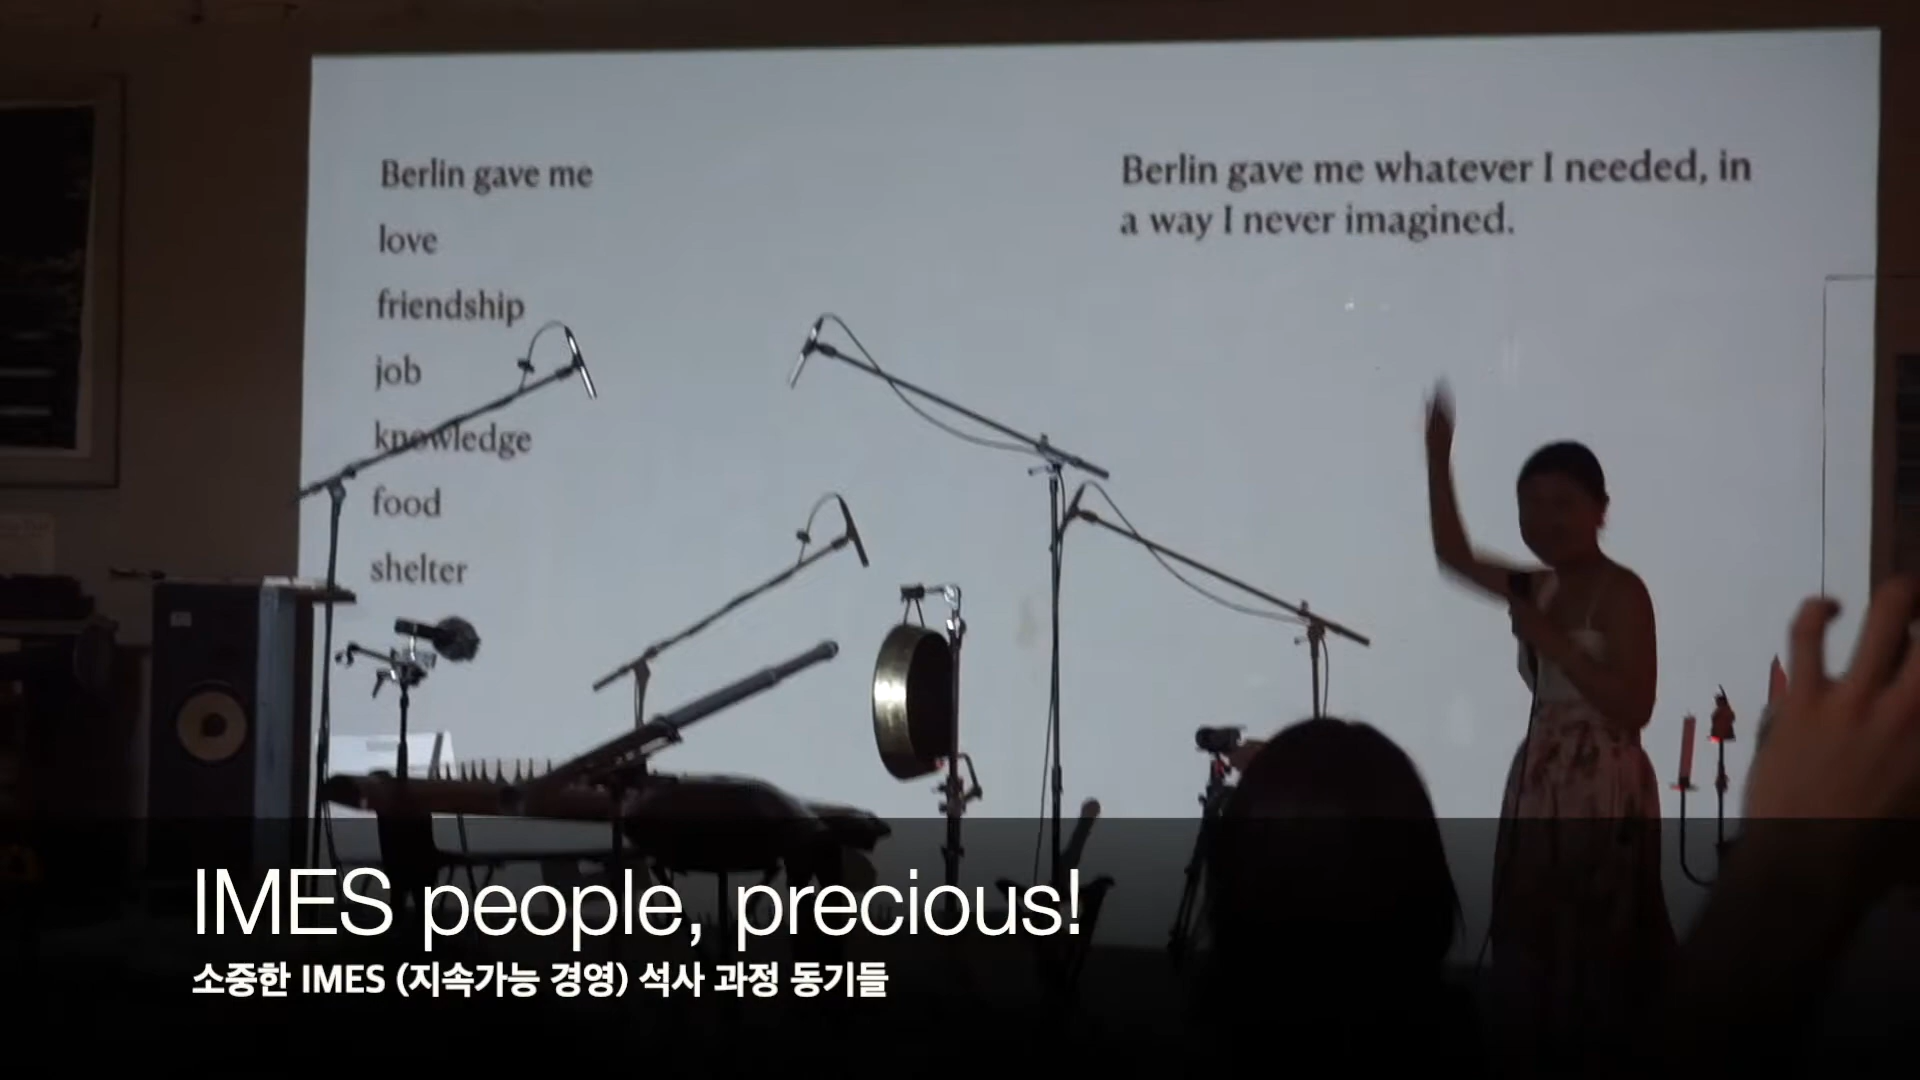 Berlin gave me
love
friendship
job
knowledge
food
shelter
Berlin gave me whatever I needed, in
a way I never imagined.
IMES people, precious!
소중한 IMES (지속가능 경영) 석사 과정 동기들